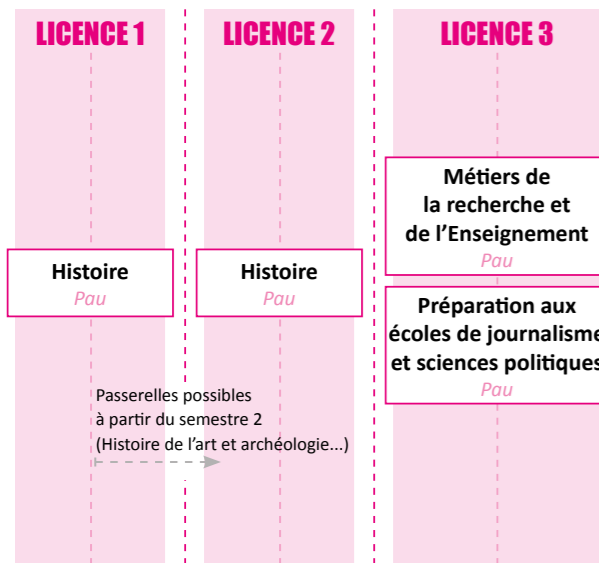 LICENCE 1
LICENCE 2
LICENCE 3
Métiers de
la recherche et
de l'Enseignement
Pau
Histoire
Pau
Histoire
Pau
Préparation aux
écoles de journalisme
et sciences politiques
Pau
Passerelles possibles
à partir du semestre 2
(Histoire de l'art et archéologie...)